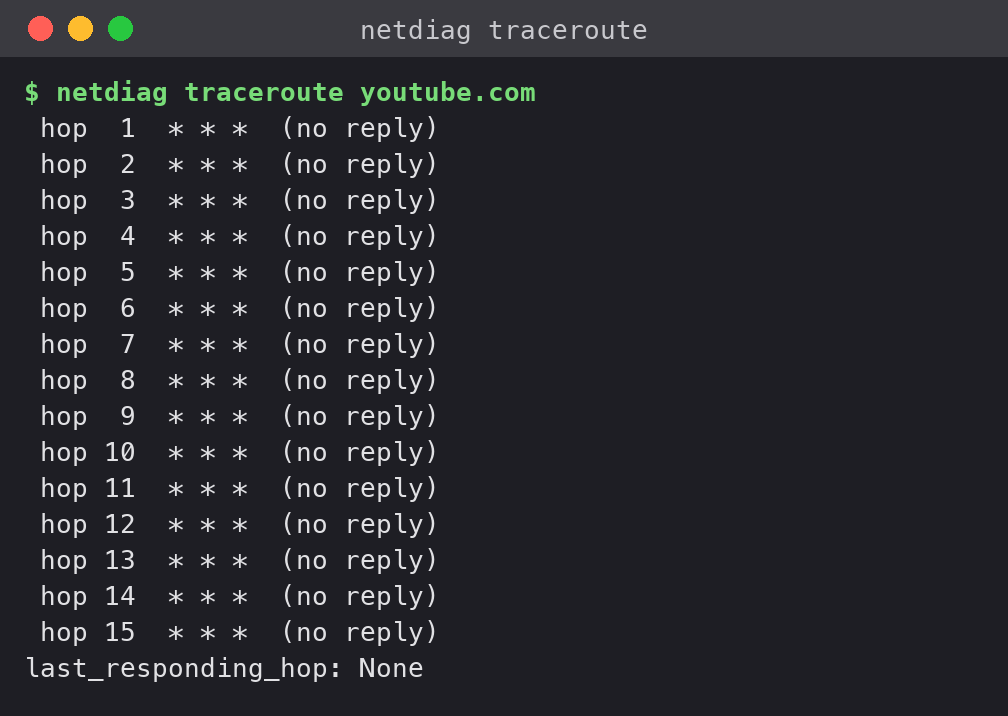 netdiag traceroute
$ netdiag traceroute youtube.com
hop 1 * * * (no reply)
hop 2 * * * (no reply)
hop 3 * * * (no reply)
hop 4 * * * (no reply)
hop 5 * * * (no reply)
hop 6 * * * (no reply)
hop 7 * * * (no reply)
hop 8 * * * (no reply)
hop 9 * * * (no reply)
hop 10 * * * (no reply)
hop 11 * * * (no reply)
hop 12 * * * (no reply)
hop 13 * * * (no reply)
hop 14 * * * (no reply)
hop 15 * * * (no reply)
last_responding_hop: None